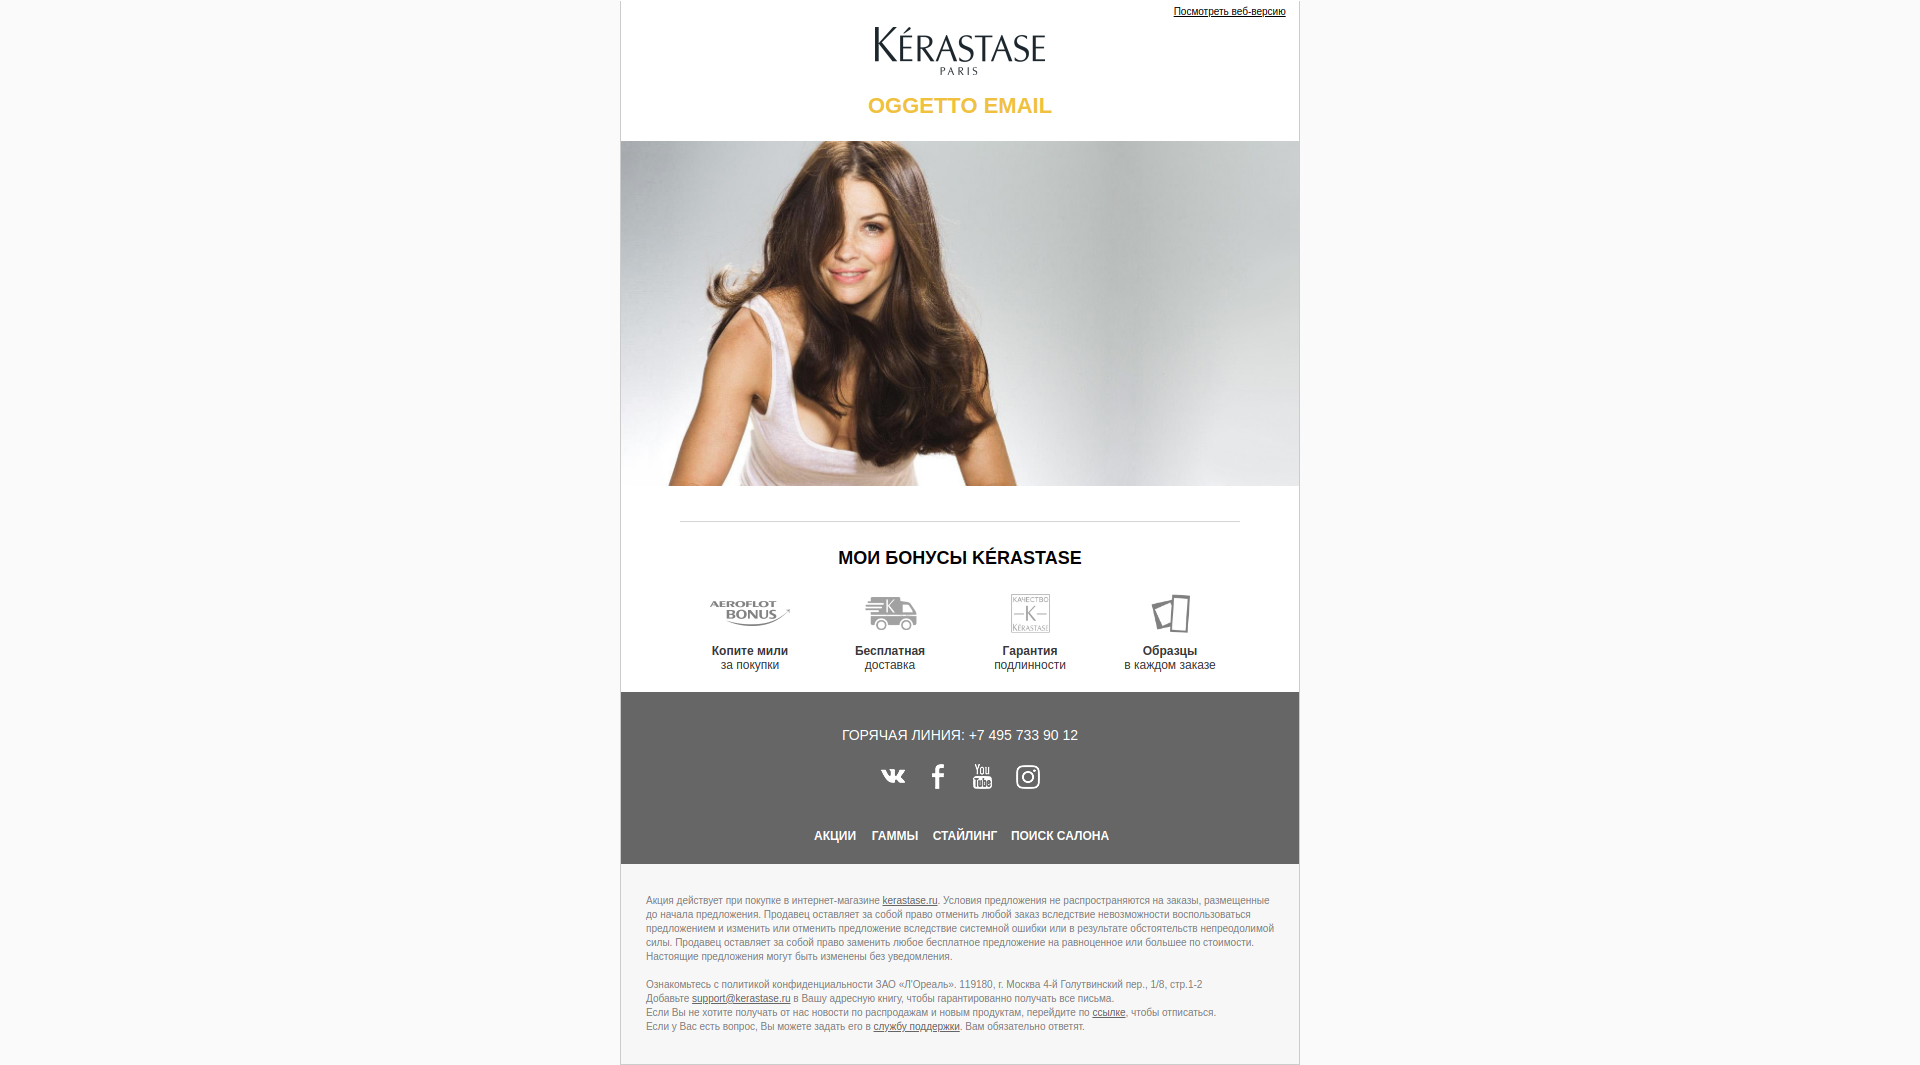 Посмотреть веб-версию
KÉRASTASE
PARIS
OGGETTO EMAIL
МОИ БОНУСЫ KÉRASTASE
AEROFLOT
BONUS
K
КАЧЕСТВО
K
KÉRASTASE
Копите мили
за покупки
Бесплатная
доставка
Гарантия
подлинности
Образцы
в каждом заказе
ГОРЯЧАЯ ЛИНИЯ: +7 495 733 90 12
You
Tube
АКЦИИ ГАММЫ СТАЙЛИНГ ПОИСК САЛОНА
Акция действует при покупке в интернет-магазине kerastase.ru. Условия предложения не распространяются на заказы, размещенные
до начала предложения. Продавец оставляет за собой право отменить любой заказ вследствие невозможности воспользоваться
предложением и изменить или отменить предложение вследствие системной ошибки или в результате обстоятельств непреодолимой
силы. Продавец оставляет за собой право заменить любое бесплатное предложение на равноценное или большее по стоимости.
Настоящие предложения могут быть изменены без уведомления.
Ознакомьтесь с политикой конфиденциальности ЗАО «Л'Ореаль». 119180, г. Москва 4-й Голутвинский пер., 1/8, стр.1-2
Добавьте support@kerastase.ru в Вашу адресную книгу, чтобы гарантированно получать все письма.
Если Вы не хотите получать от нас новости по распродажам и новым продуктам, перейдите по ссылке, чтобы отписаться.
Если у Вас есть вопрос, Вы можете задать его в службу поддержки. Вам обязательно ответят.